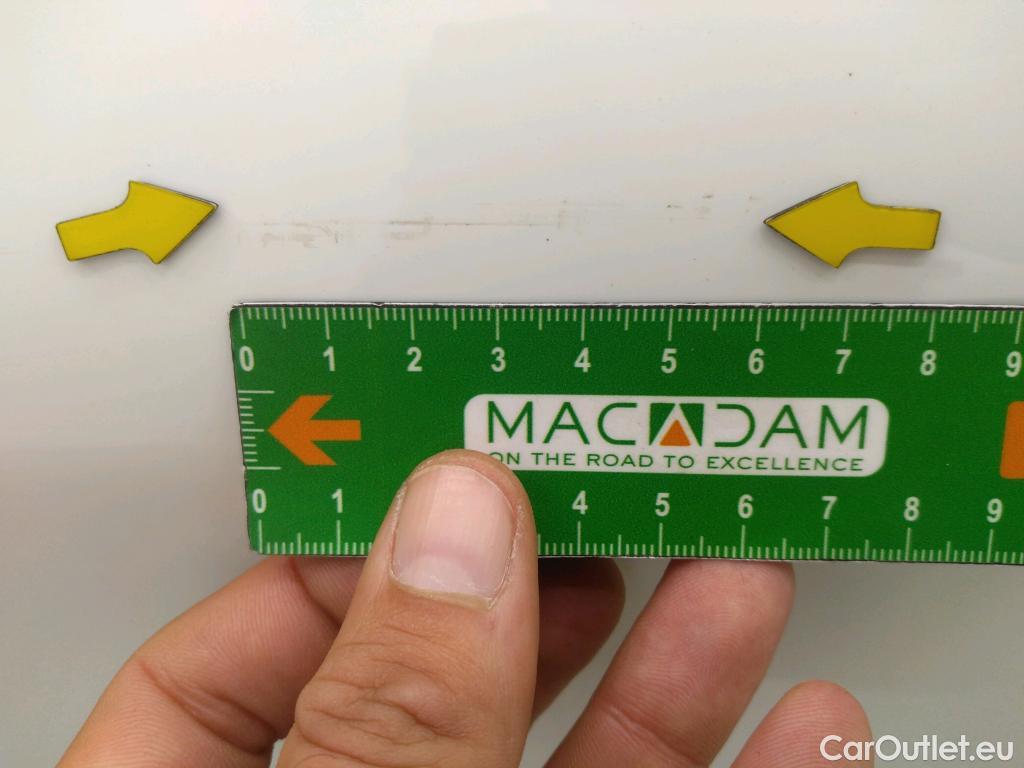 0 1 2 3 4 5 6 7 8 9
MACADAM
ON THE ROAD TO EXCELLENCE
0 1 4 5 6 7 8 9
CarOutlet.eu